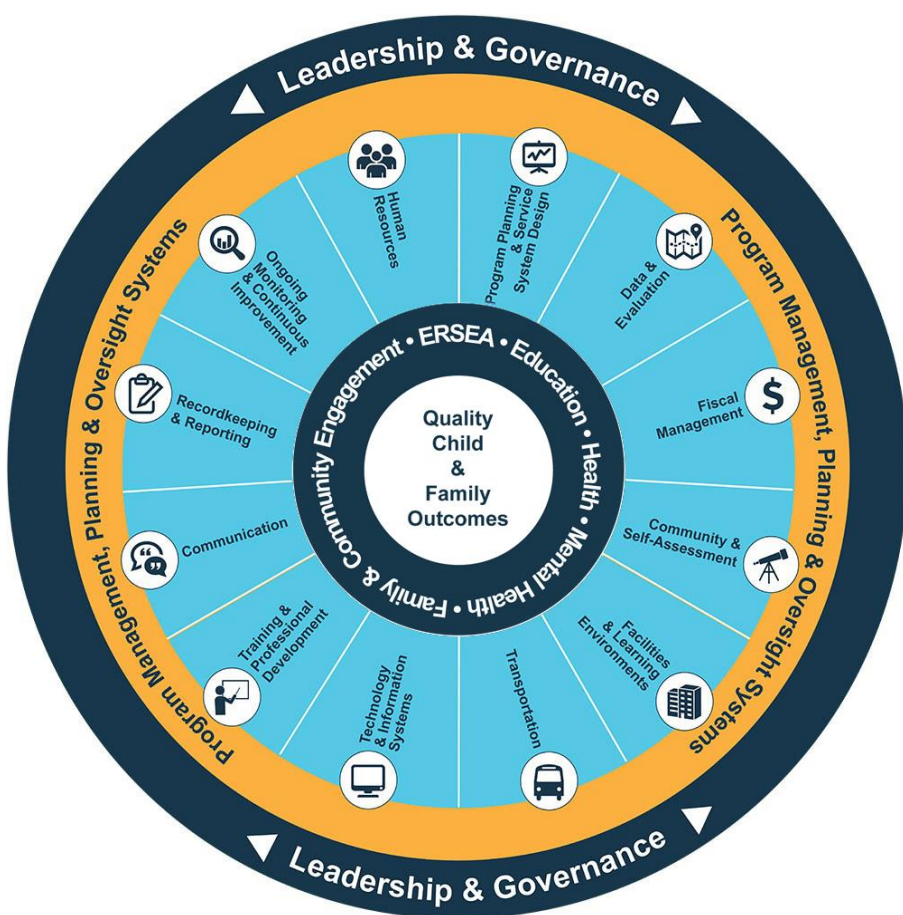 Leadership & Governance
Program Management, Planning & Oversight Systems
Program Management, Planning & Oversight Systems
Human
Resources
Program Planning
& Service
System Design
Data &
Evaluation
Fiscal
Management
Community &
Self-Assessment
Facilities
& Learning
Environments
Transportation
Technology
& Information
Systems
Training &
Professional
Development
Communication
Recordkeeping
& Reporting
Ongoing
Monitoring
& Continuous
Improvement
Family & Community Engagement • ERSEA • Education • Health • Mental Health •
Quality
Child
&
Family
Outcomes
$
Leadership & Governance